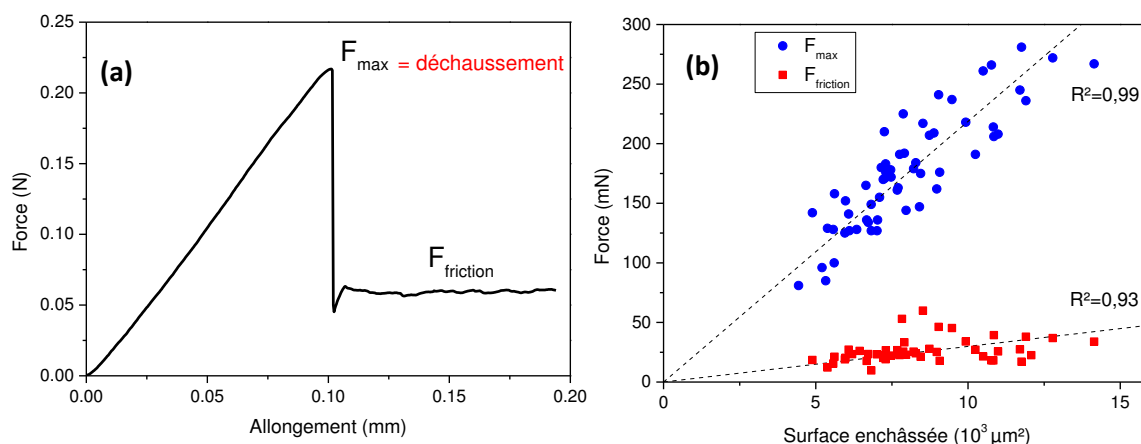 (a)
F max = déchaussement
F friction
0.25
0.20
0.15
0.10
0.05
0.00
Force (N)
0.00 0.05 0.10 0.15 0.20
Allongement (mm)
(b)
F max
F friction
R²=0,99
R²=0,93
300
250
200
150
100
50
0
Force (mN)
0 5 10 15
Surface enchâssée (10³ µm²)